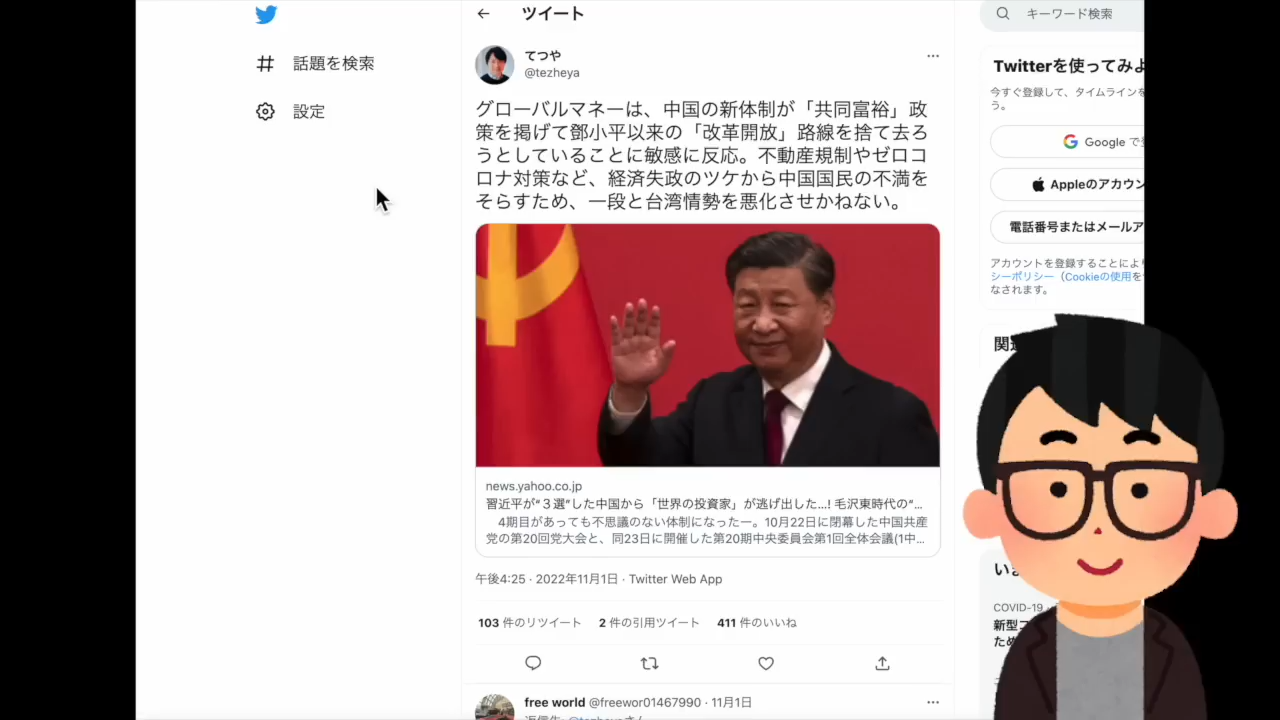 ツイート
キーワード検索
話題を検索
設定
てつや
@tezheya
グローバルマネーは、中国の新体制が「共同富裕」政
策を掲げて鄧小平以来の「改革開放」路線を捨て去ろ
うとしていることに敏感に反応。不動産規制やゼロコ
ロナ対策など、経済失政のツケから中国国民の不満を
そらすため、一段と台湾情勢を悪化させかねない。
news.yahoo.co.jp
習近平が“３選”した中国から「世界の投資家」が逃げ出した…! 毛沢東時代の“...
4期目があっても不思議のない体制になったー。10月22日に閉幕した中国共産
党の第20回党大会と、同23日に開催した第20期中央委員会第1回全体会議(1中...
午後4:25 · 2022年11月1日 · Twitter Web App
103 件のリツイート 2 件の引用ツイート 411 件のいいね
free world @freewor01467990 · 11月1日
Twitterを使ってみよ
今すぐ登録して、タイムラインを
う。
Google で
Appleのアカウン
電話番号またはメールア
アカウントを登録することにより
シーポリシー（Cookieの使用を
なされます。
COVID-19